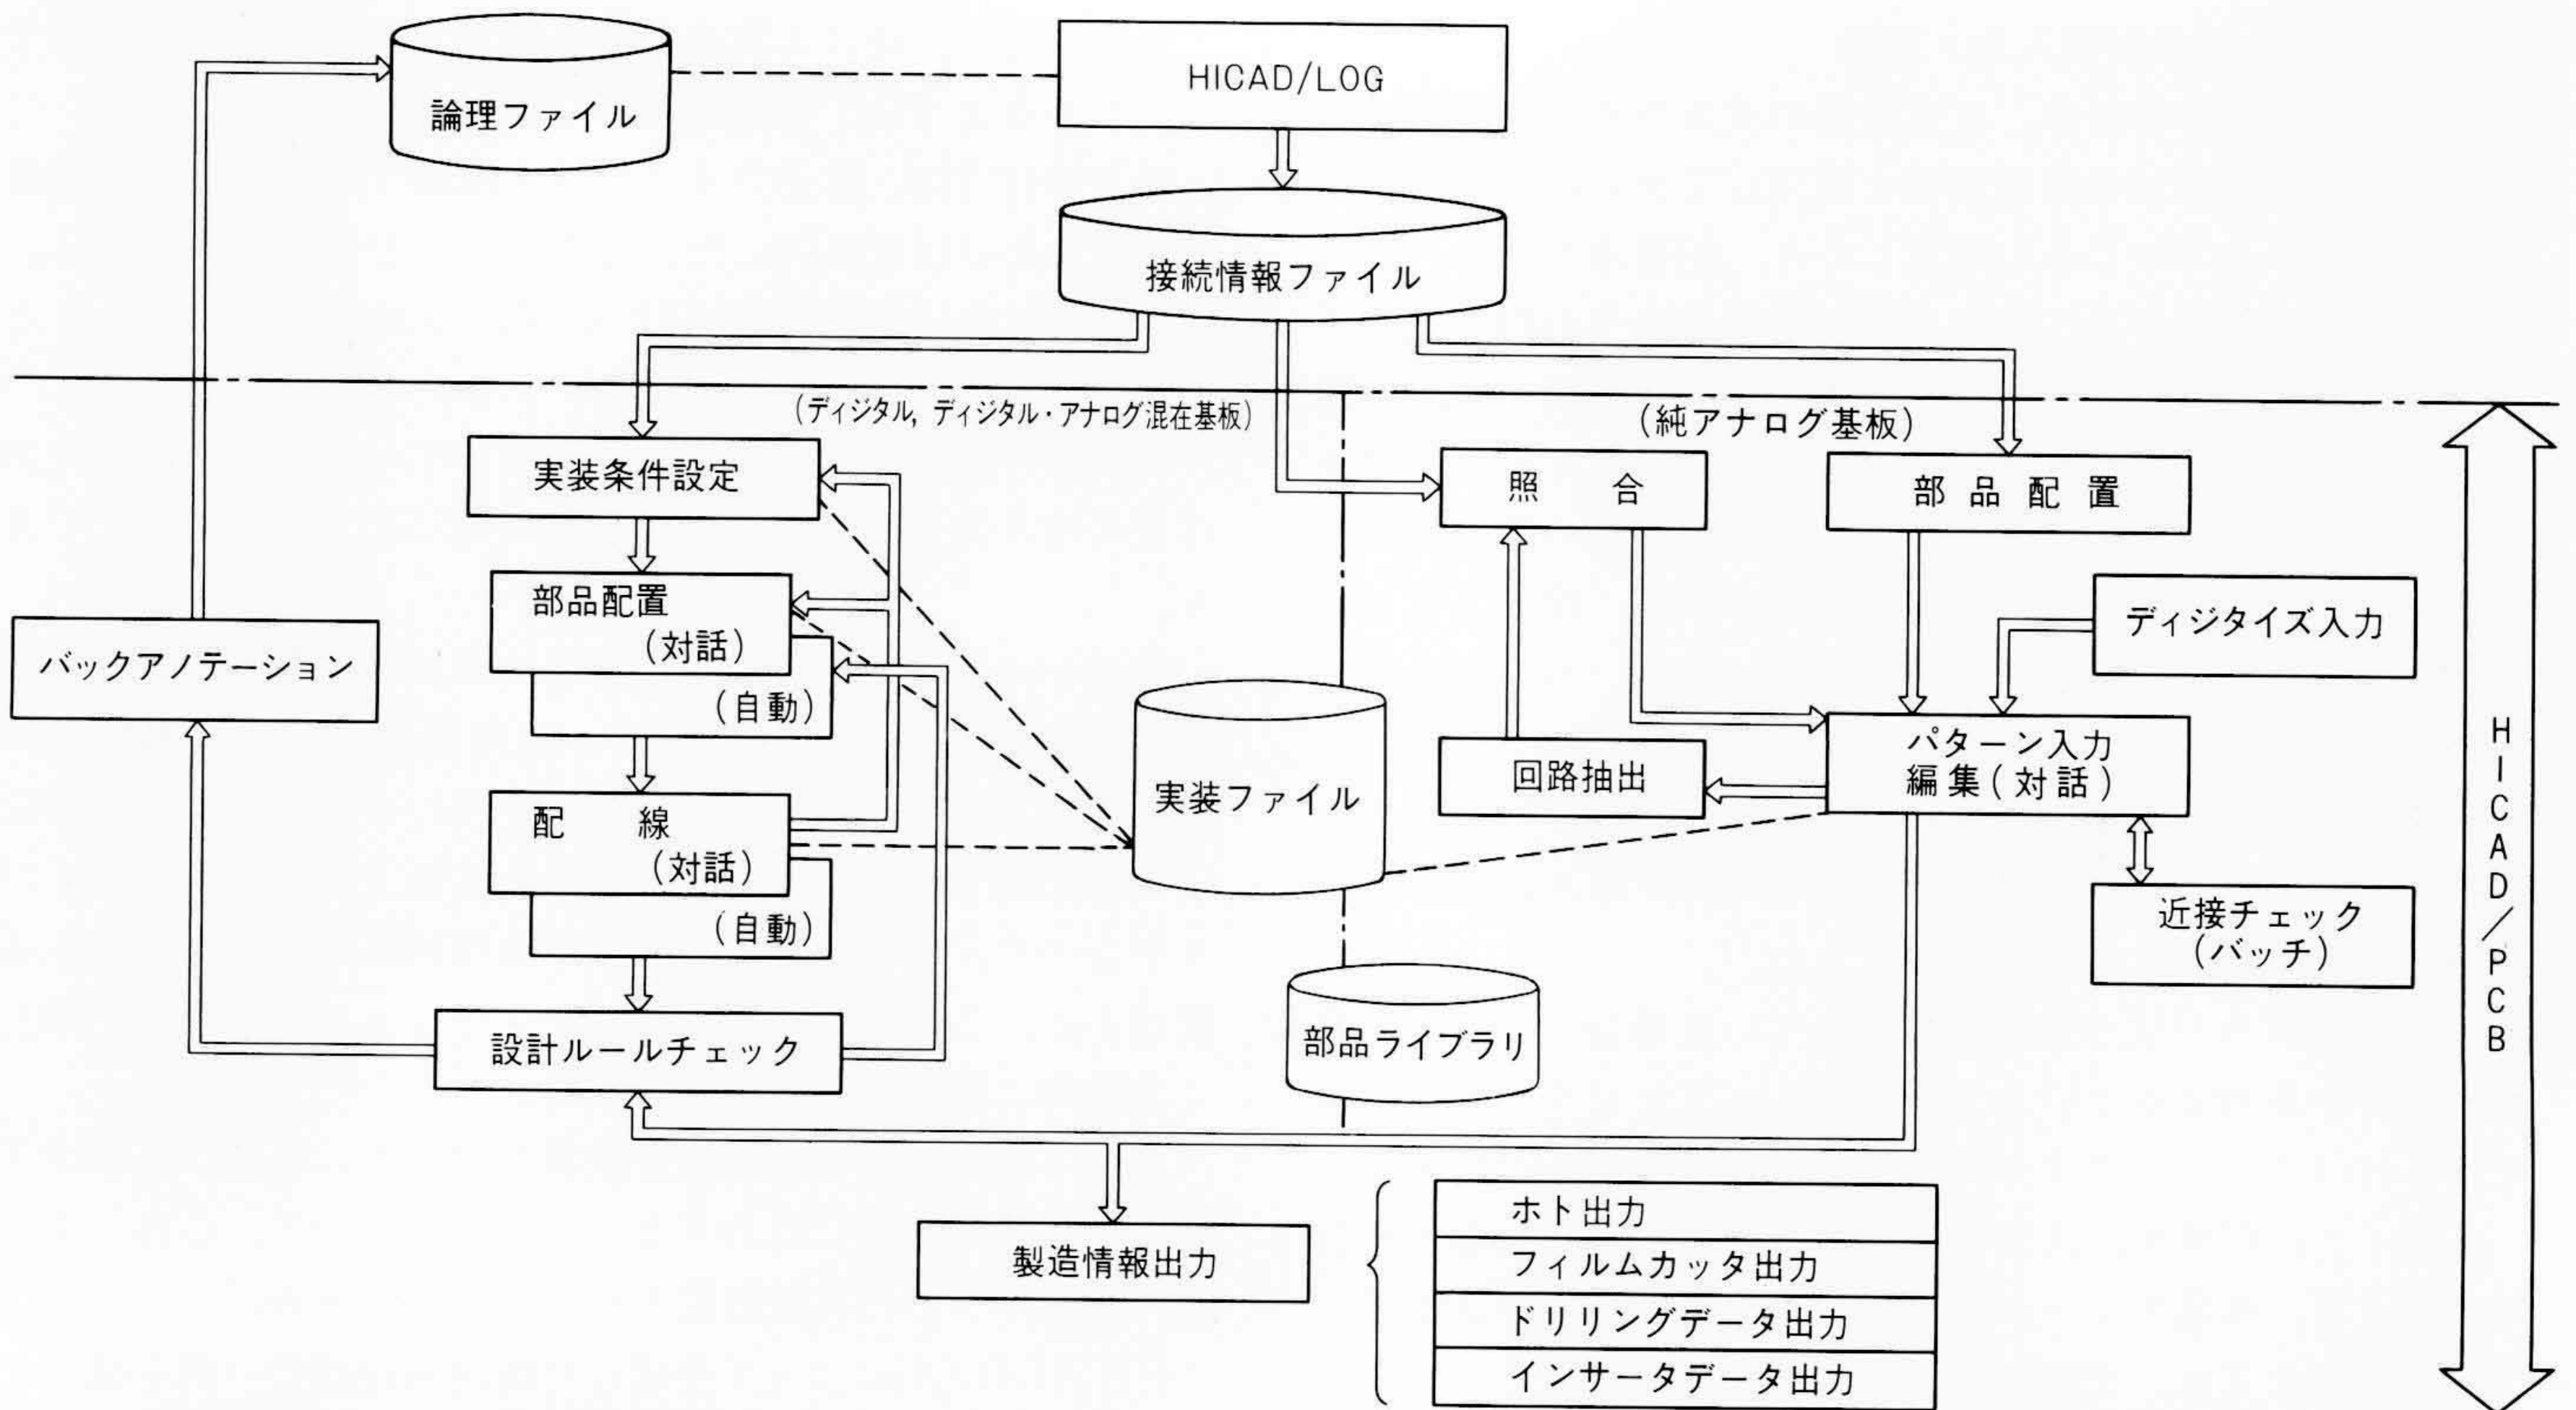 論理ファイル
HICAD/LOG
接続情報ファイル
(ディジタル, ディジタル・アナログ混在基板)
(純アナログ基板)
実装条件設定
照 合
部 品 配 置
部品配置
(対話)
(自動)
ディジタイズ入力
バックアノテーション
パターン入力
編集(対話)
回路抽出
実装ファイル
配 線
(対話)
(自動)
近接チェック
(バッチ)
HICAD/PCB
設計ルールチェック
部品ライブラリ
製造情報出力
ホト出力
フィルムカッタ出力
ドリリングデータ出力
インサータデータ出力